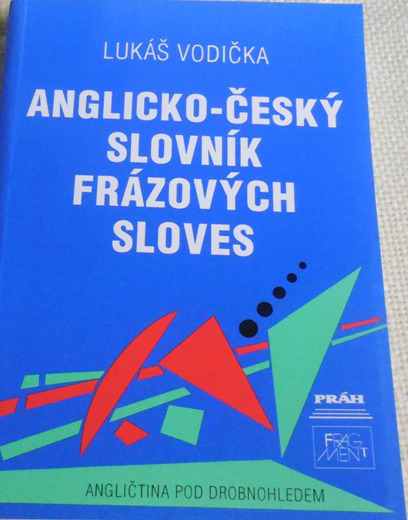 LUKÁŠ VODIČKA
ANGLICKO-ČESKÝ
SLOVNÍK
FRÁZOVÝCH
SLOVES
PRÁH
FRAG
MENT
ANGLIČTINA POD DROBNOHLEDEM